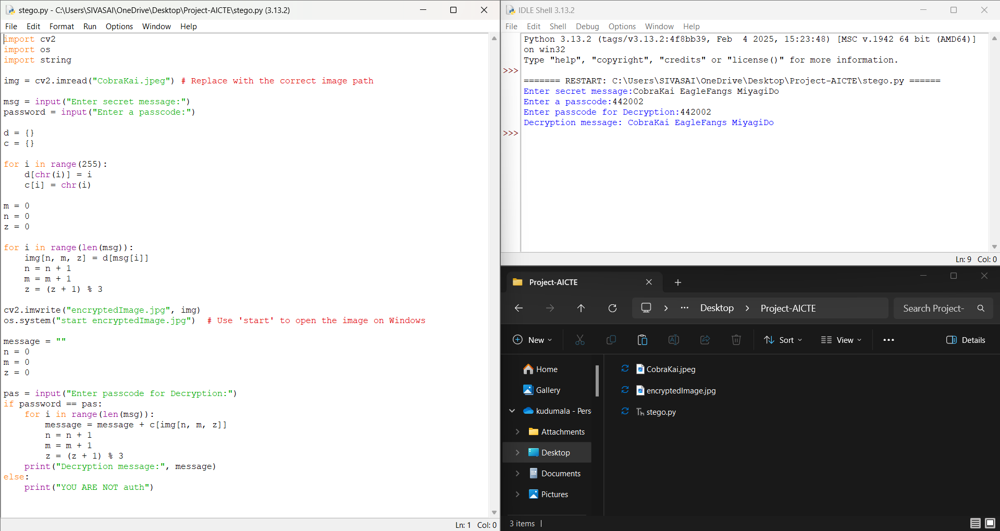 stego.py - C:\Users\SIVASAI\OneDrive\Desktop\Project-AICTE\stego.py (3.13.2)
File Edit Format Run Options Window Help
import cv2
import os
import string
img = cv2.imread("CobraKai.jpeg") # Replace with the correct image path
msg = input("Enter secret message:")
password = input("Enter a passcode:")
d = {}
c = {}
for i in range(255):
    d[chr(i)] = i
    c[i] = chr(i)
m = 0
n = 0
z = 0
for i in range(len(msg)):
    img[n, m, z] = d[msg[i]]
    n = n + 1
    m = m + 1
    z = (z + 1) % 3
cv2.imwrite("encryptedImage.jpg", img)
os.system("start encryptedImage.jpg")  # Use 'start' to open the image on Windows
message = ""
n = 0
m = 0
z = 0
pas = input("Enter passcode for Decryption:")
if password == pas:
    for i in range(len(msg)):
        message = message + c[img[n, m, z]]
        n = n + 1
        m = m + 1
        z = (z + 1) % 3
    print("Decryption message:", message)
else:
    print("YOU ARE NOT auth")
Ln: 1 Col: 0
IDLE Shell 3.13.2
File Edit Shell Debug Options Window Help
Python 3.13.2 (tags/v3.13.2:4f8bb39, Feb  4 2025, 15:23:48) [MSC v.1942 64 bit (AMD64)]
on win32
Type "help", "copyright", "credits" or "license()" for more information.
>>>
======= RESTART: C:\Users\SIVASAI\OneDrive\Desktop\Project-AICTE\stego.py ======
Enter secret message:CobraKai EagleFangs MiyagiDo
Enter a passcode:442002
Enter passcode for Decryption:442002
Decryption message: CobraKai EagleFangs MiyagiDo
>>>
Ln: 9 Col: 0
Project-AICTE
Desktop > Project-AICTE
Search Project-
New Sort View Details
Home
Gallery
kudumala - Pers
Attachments
Desktop
Documents
Pictures
CobraKai.jpeg
encryptedImage.jpg
stego.py
3 items